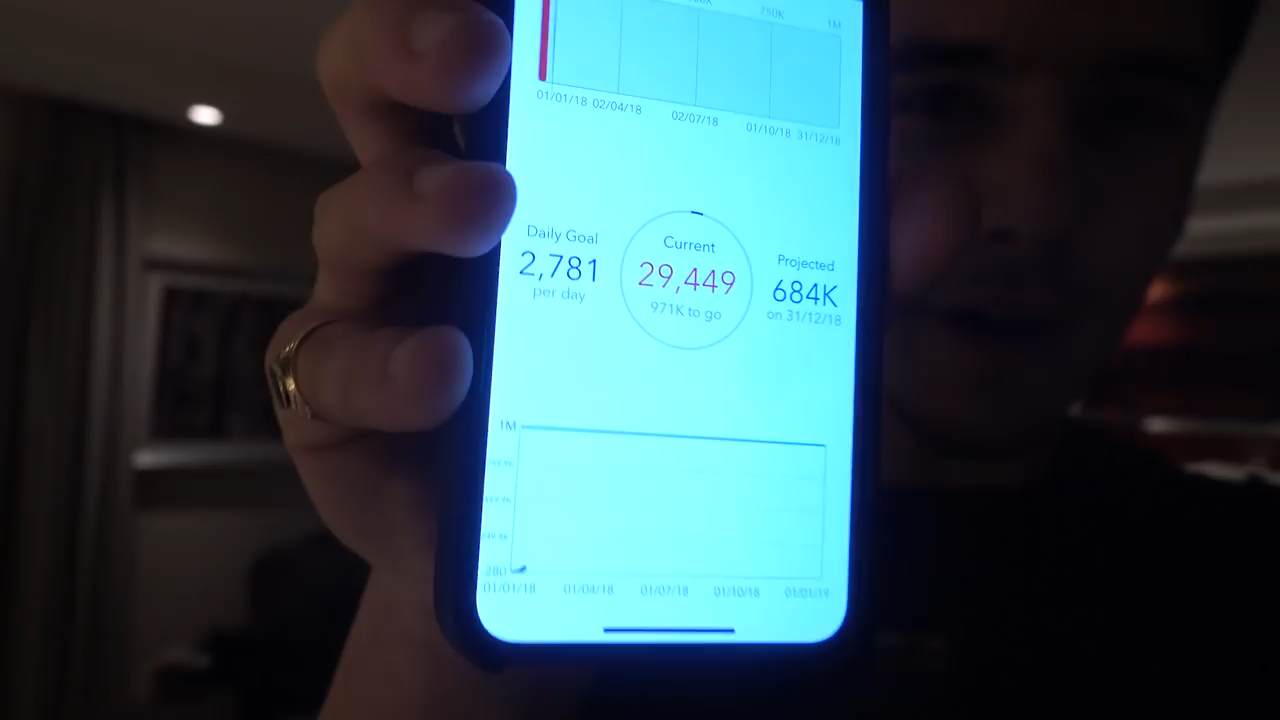 750K
1M
01/01/18 02/04/18 02/07/18 01/10/18 31/12/18
Daily Goal
2,781
per day
Current
29,449
971K to go
Projected
684K
on 31/12/18
1M
280
01/01/18 01/04/18 01/07/18 01/10/18 01/01/19